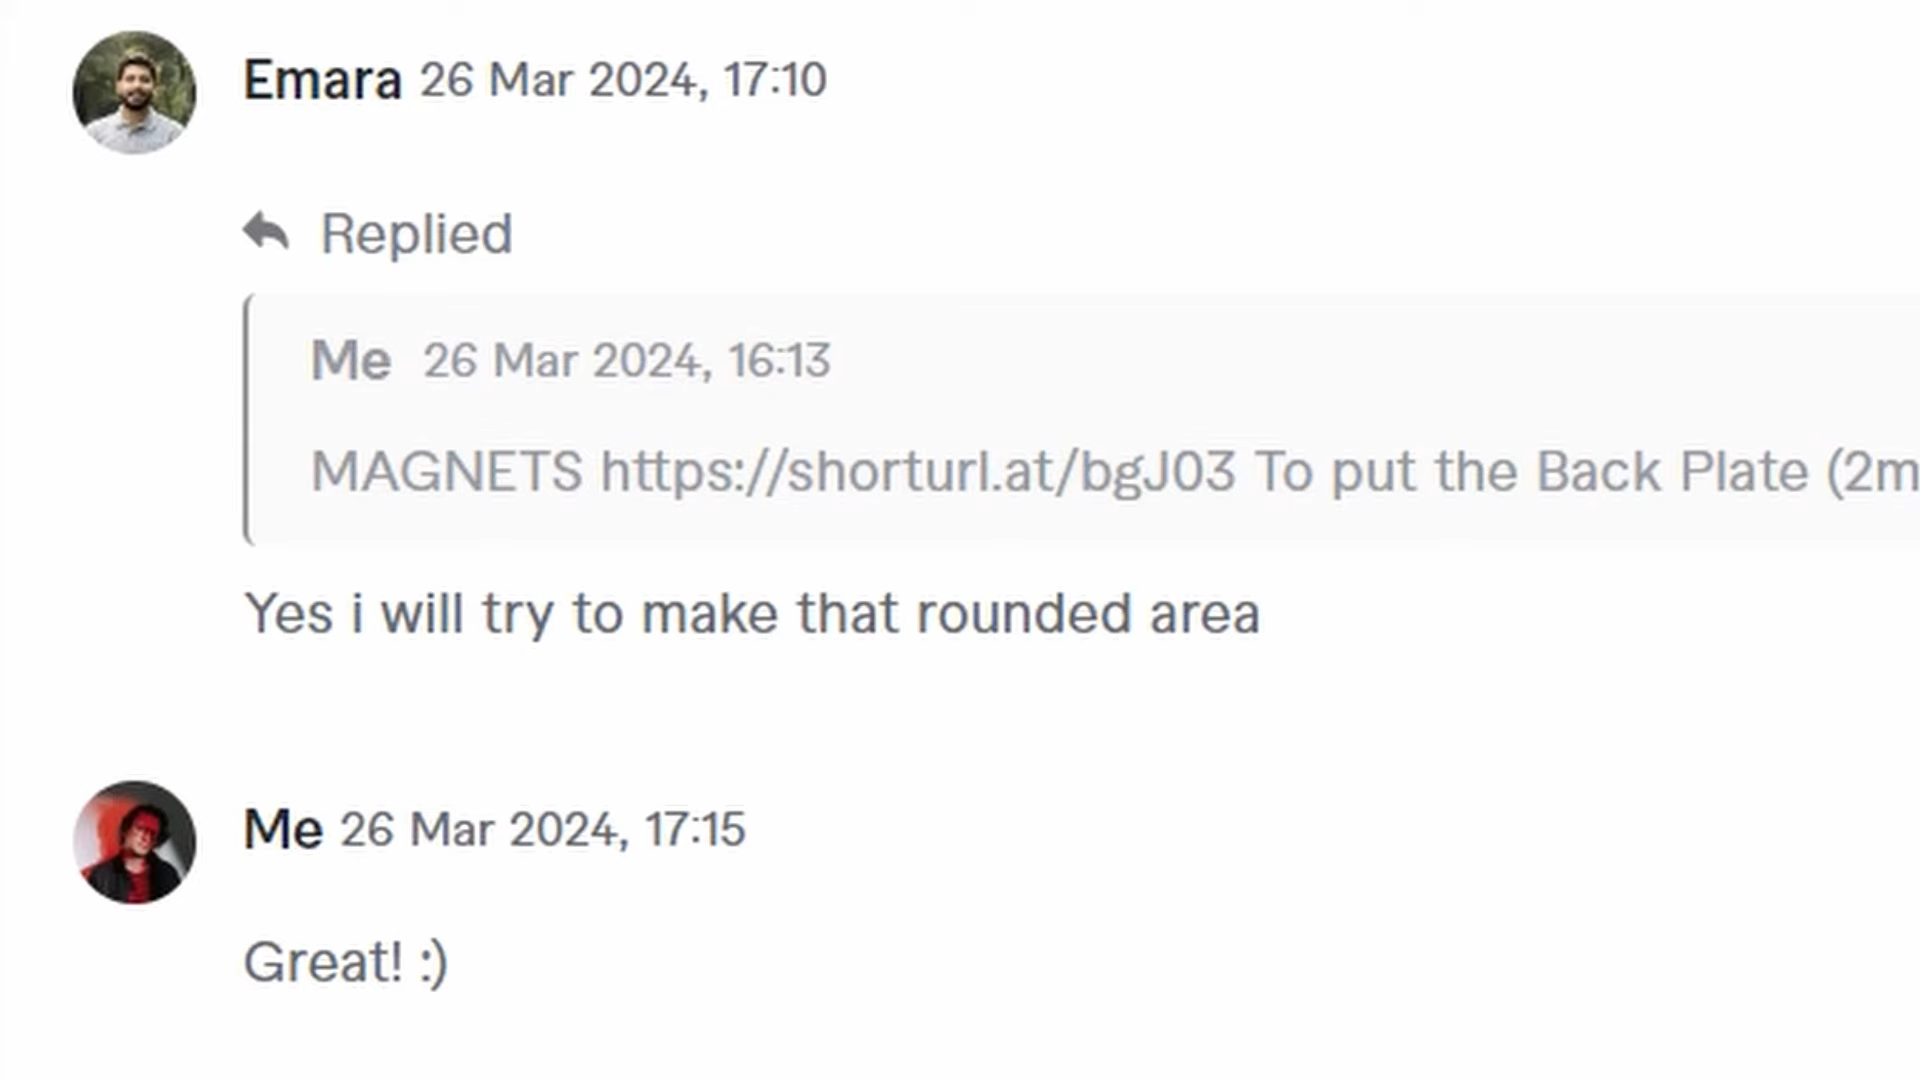 Emara 26 Mar 2024, 17:10
Replied
Me 26 Mar 2024, 16:13
MAGNETS https://shorturl.at/bgJ03 To put the Back Plate (2m
Yes i will try to make that rounded area
Me 26 Mar 2024, 17:15
Great! :)